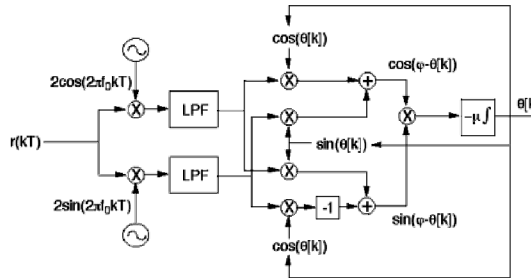 cos(θ[k])
cos(φ-θ[k])
2cos(2πf₀kT)
LPF
r(kT)
-μ∫
θ[k
sin(θ[k])
LPF
2sin(2πf₀kT)
-1
sin(φ-θ[k])
cos(θ[k])